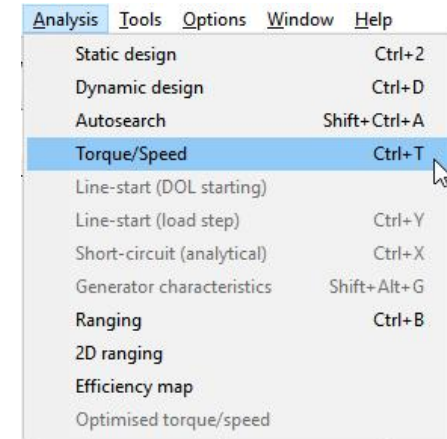 Analysis Tools Options Window Help
Static design Ctrl+2
Dynamic design Ctrl+D
Autosearch Shift+Ctrl+A
Torque/Speed Ctrl+T
Line-start (DOL starting)
Line-start (load step) Ctrl+Y
Short-circuit (analytical) Ctrl+X
Generator characteristics Shift+Alt+G
Ranging Ctrl+B
2D ranging
Efficiency map
Optimised torque/speed